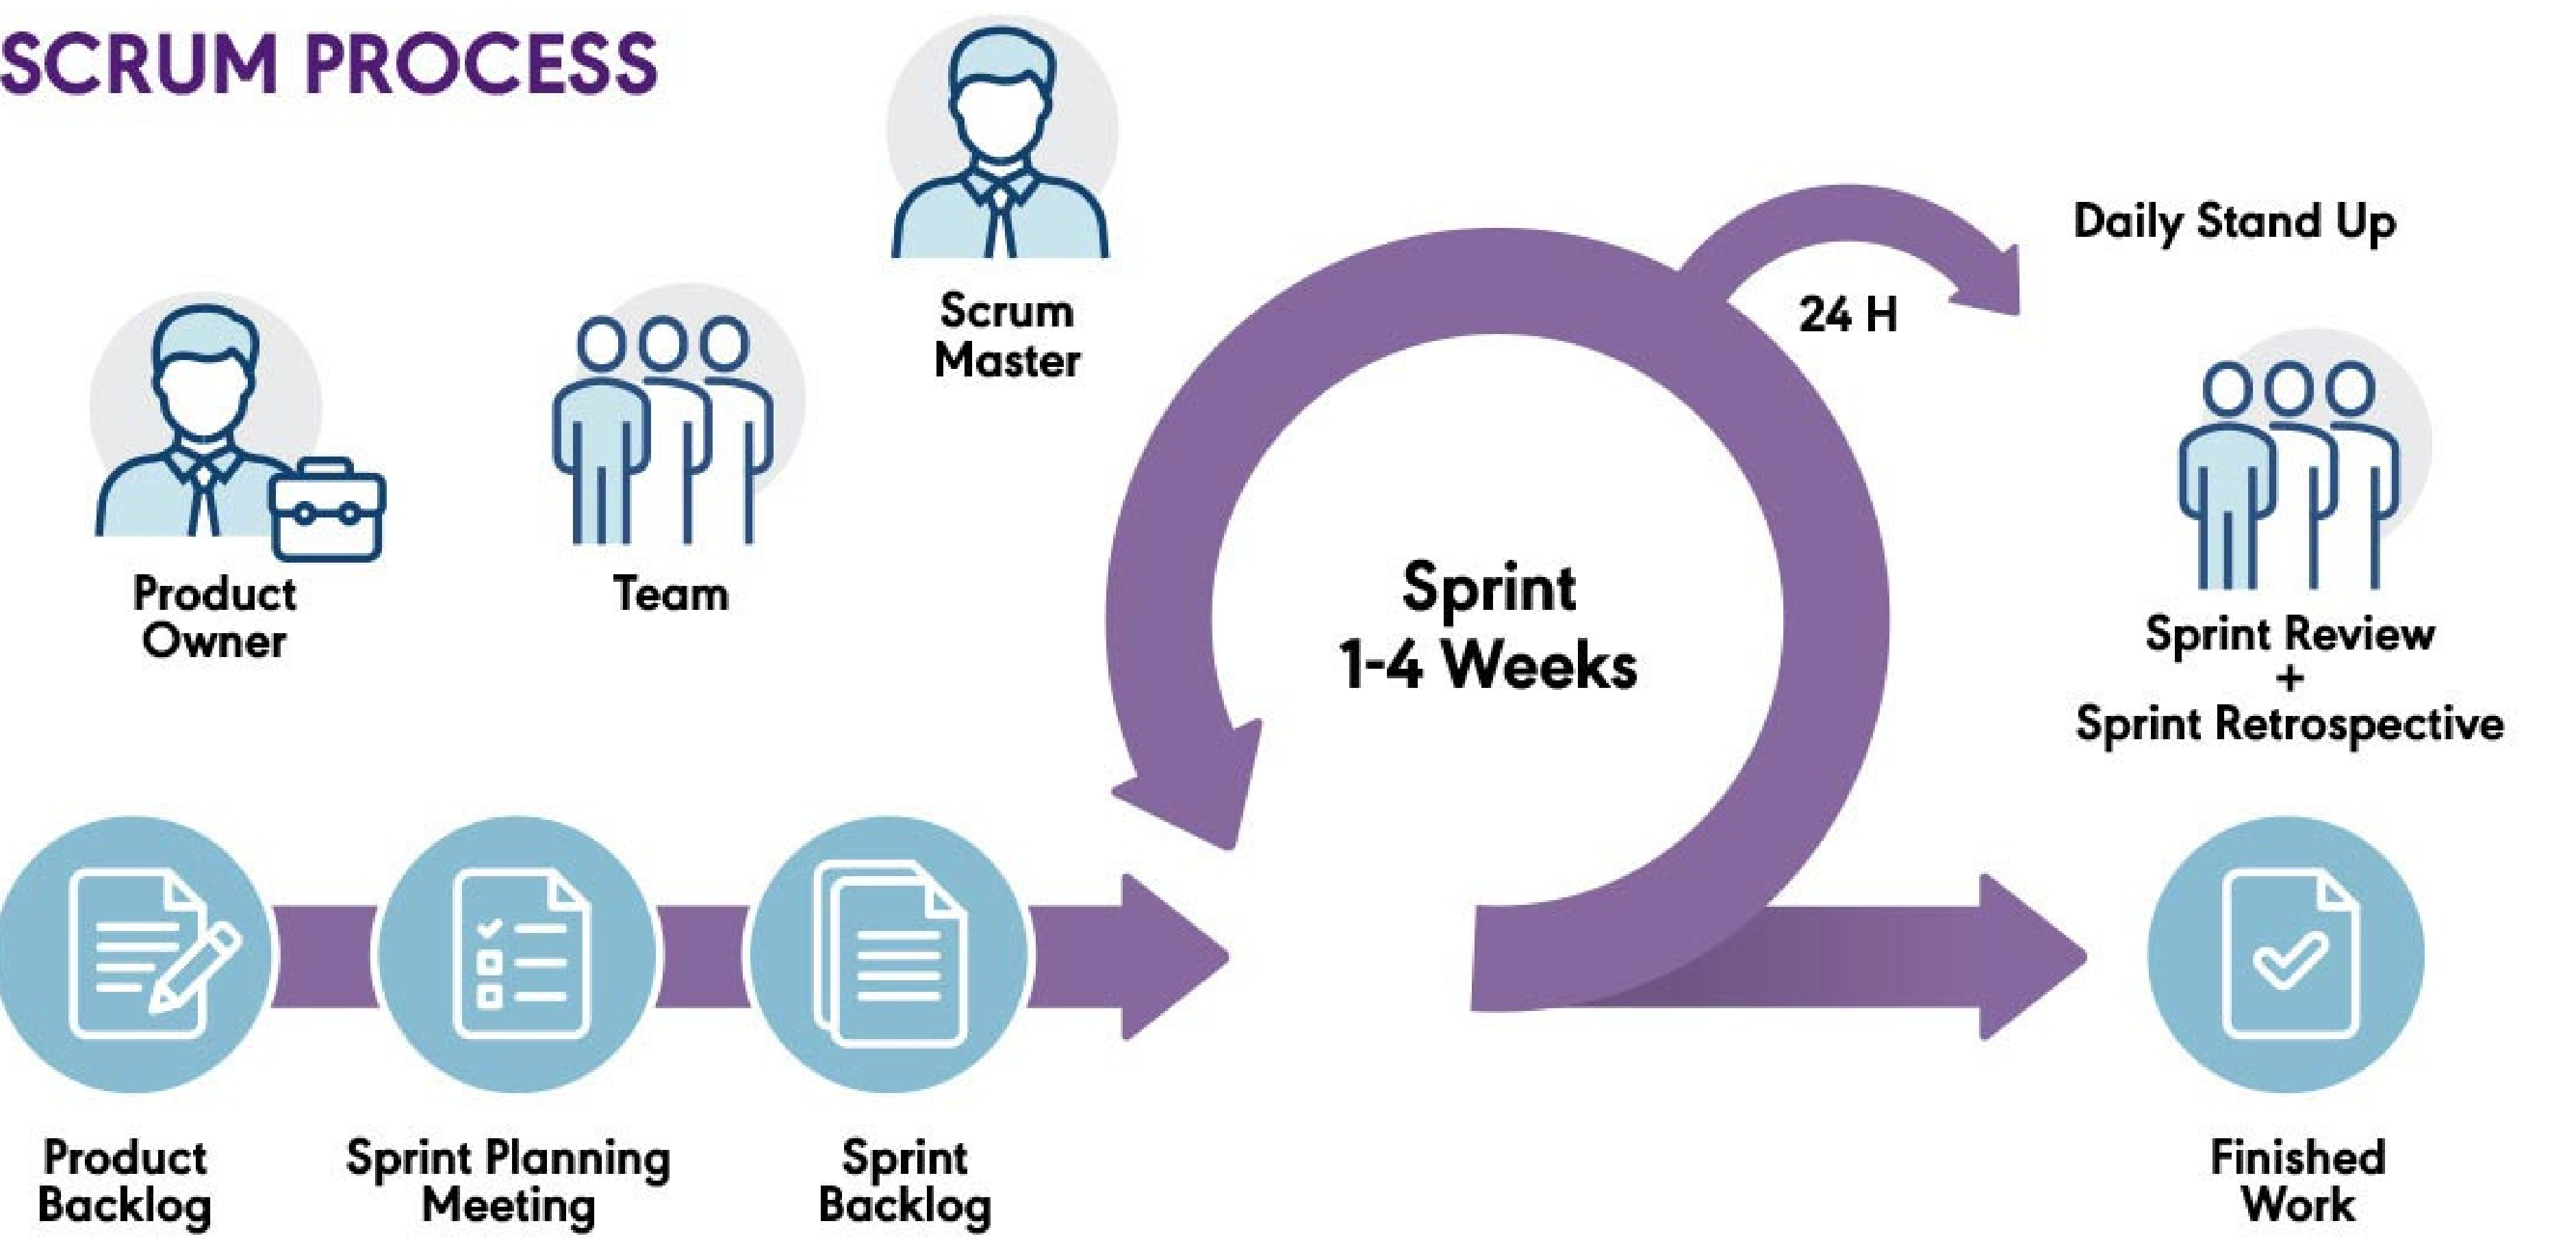 SCRUM PROCESS
Scrum
Master
Product
Owner
Team
Sprint
1-4 Weeks
24 H
Daily Stand Up
Sprint Review
+
Sprint Retrospective
Product
Backlog
Sprint Planning
Meeting
Sprint
Backlog
Finished
Work